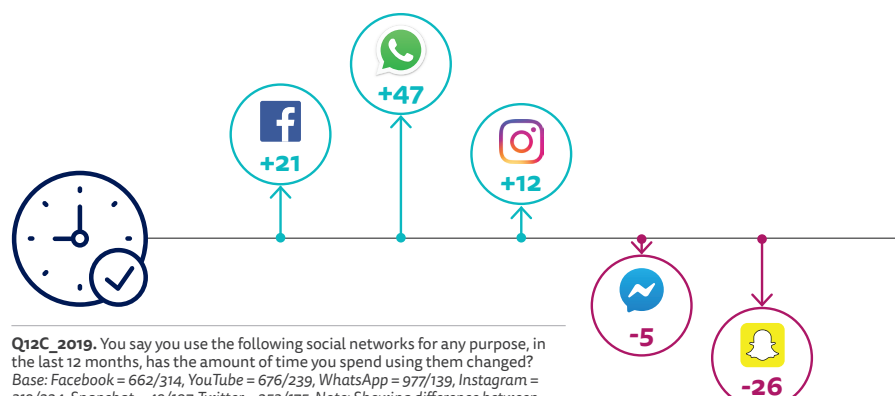 +47
+21
+12
-5
-26
Q12C_2019. You say you use the following social networks for any purpose, in
the last 12 months, has the amount of time you spend using them changed?
Base: Facebook = 662/314, YouTube = 676/239, WhatsApp = 977/139, Instagram =